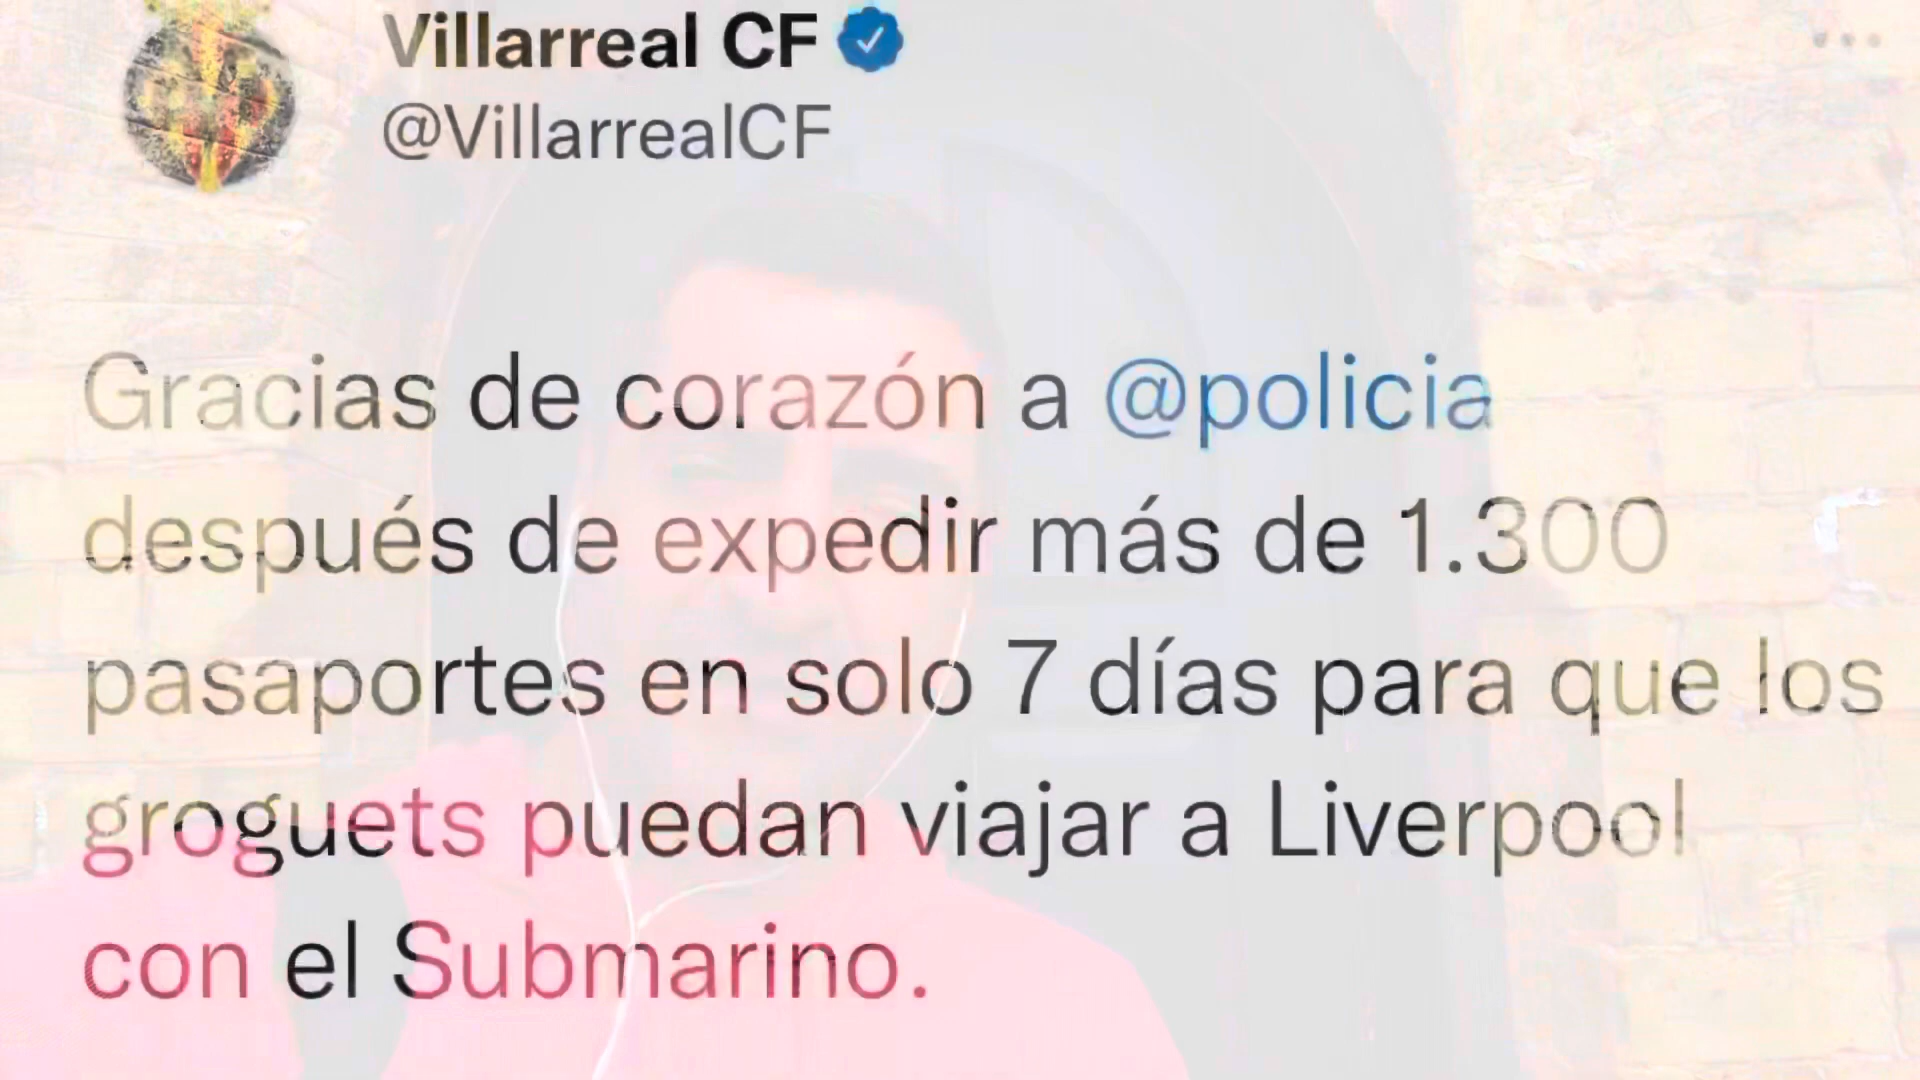 Villarreal CF
@VillarrealCF
Gracias de corazón a @policia
después de expedir más de 1.300
pasaportes en solo 7 días para que los
groguets puedan viajar a Liverpool
con el Submarino.